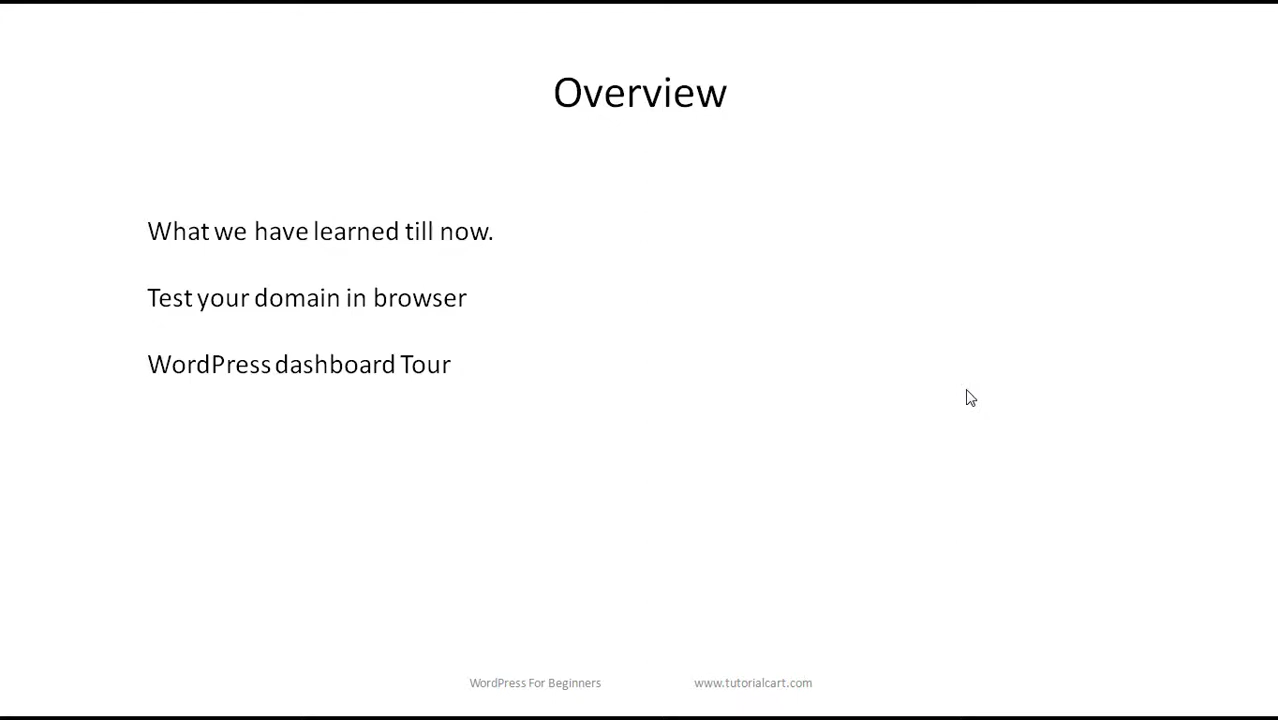 Overview
What we have learned till now.
Test your domain in browser
WordPress dashboard Tour
WordPress For Beginners www.tutorialcart.com